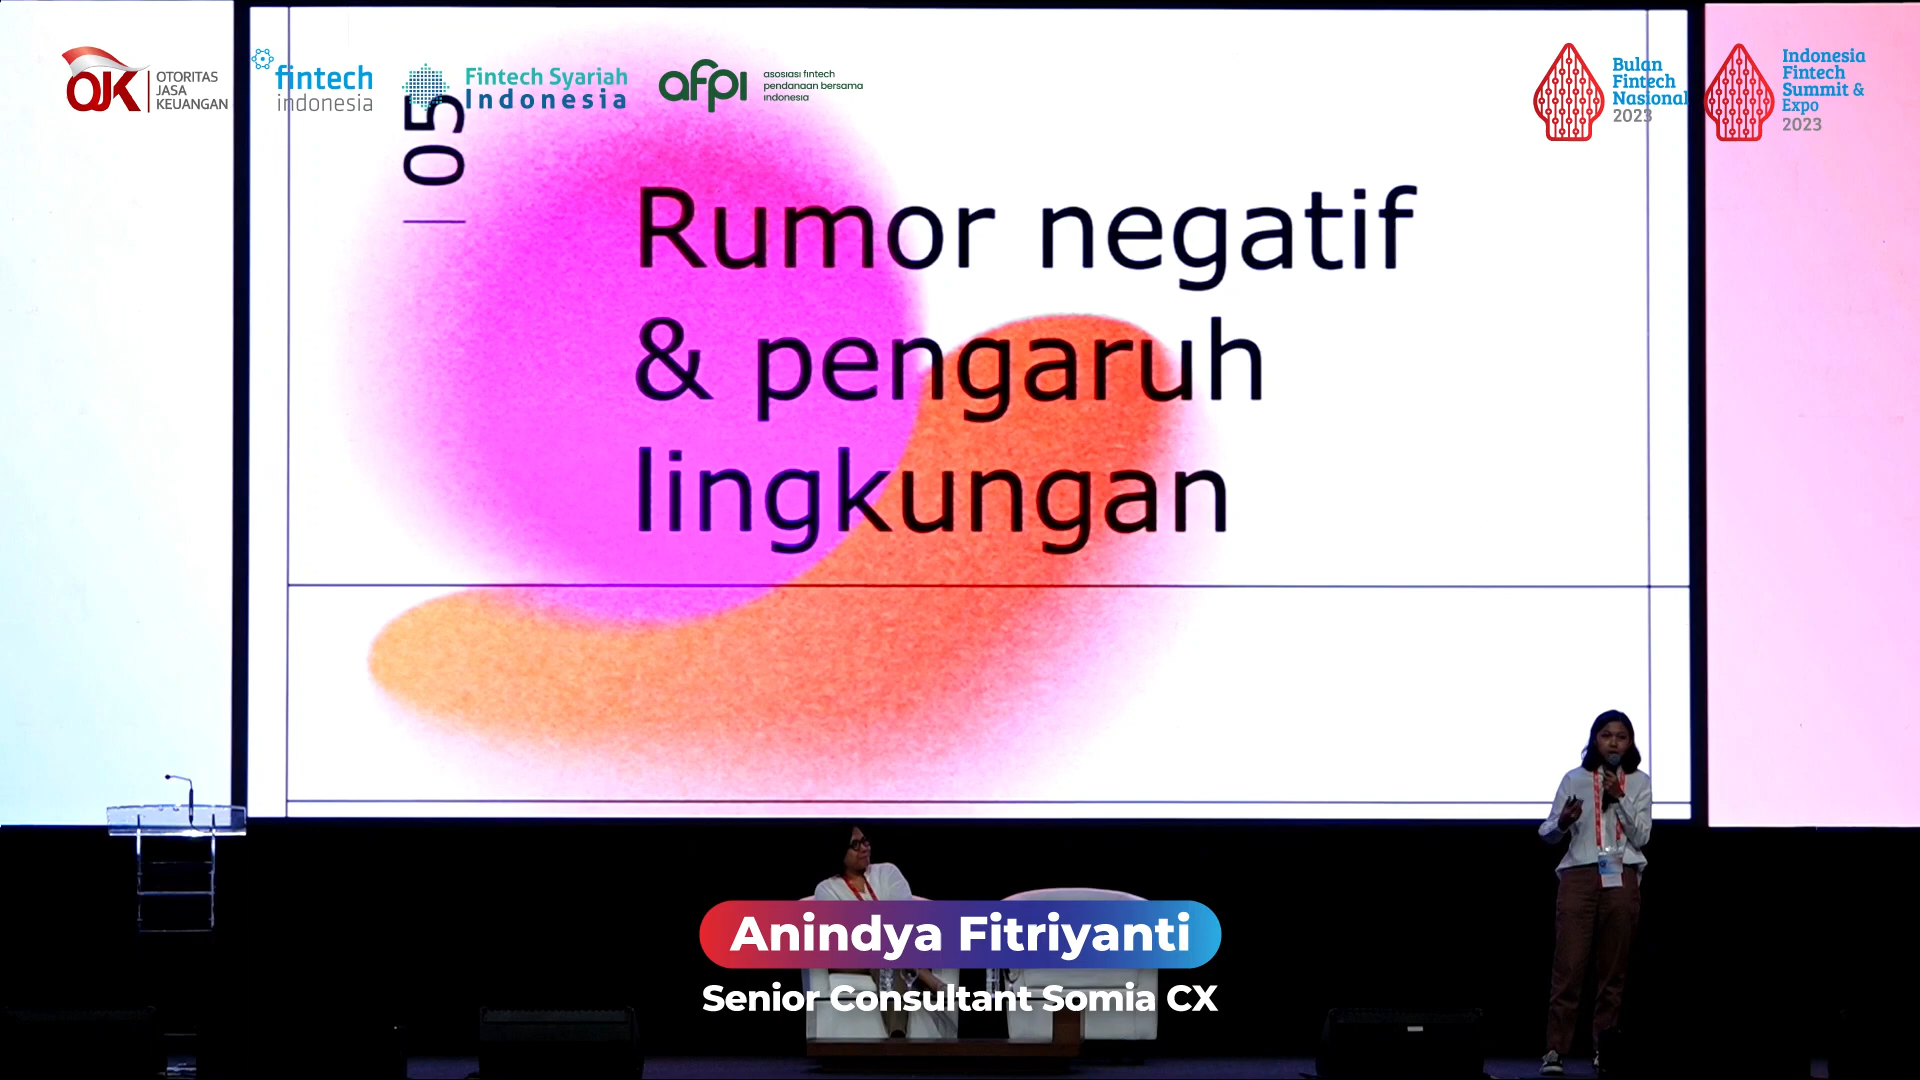 OJK
OTORITAS
JASA
KEUANGAN
fintech
indonesia
Fintech Syariah
Indonesia
afpi
asosiasi fintech
pendanaan bersama
indonesia
Bulan
Fintech
Nasional
2023
Indonesia
Fintech
Summit &
Expo
2023
05
Rumor negatif
& pengaruh
lingkungan
Anindya Fitriyanti
Senior Consultant Somia CX